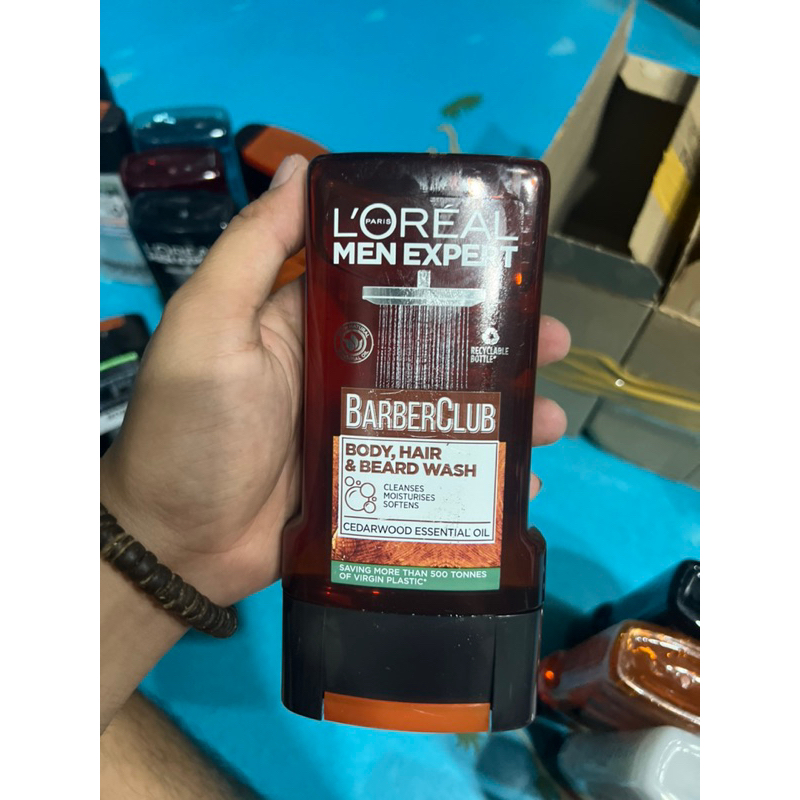 L'ORÉAL
PARIS
MEN EXPERT
RECYCLABLE
BOTTLE*
BARBERCLUB
BODY, HAIR
& BEARD WASH
CLEANSES
MOISTURISES
SOFTENS
CEDARWOOD ESSENTIAL OIL
SAVING MORE THAN 500 TONNES
OF VIRGIN PLASTIC*
L'ORÉAL